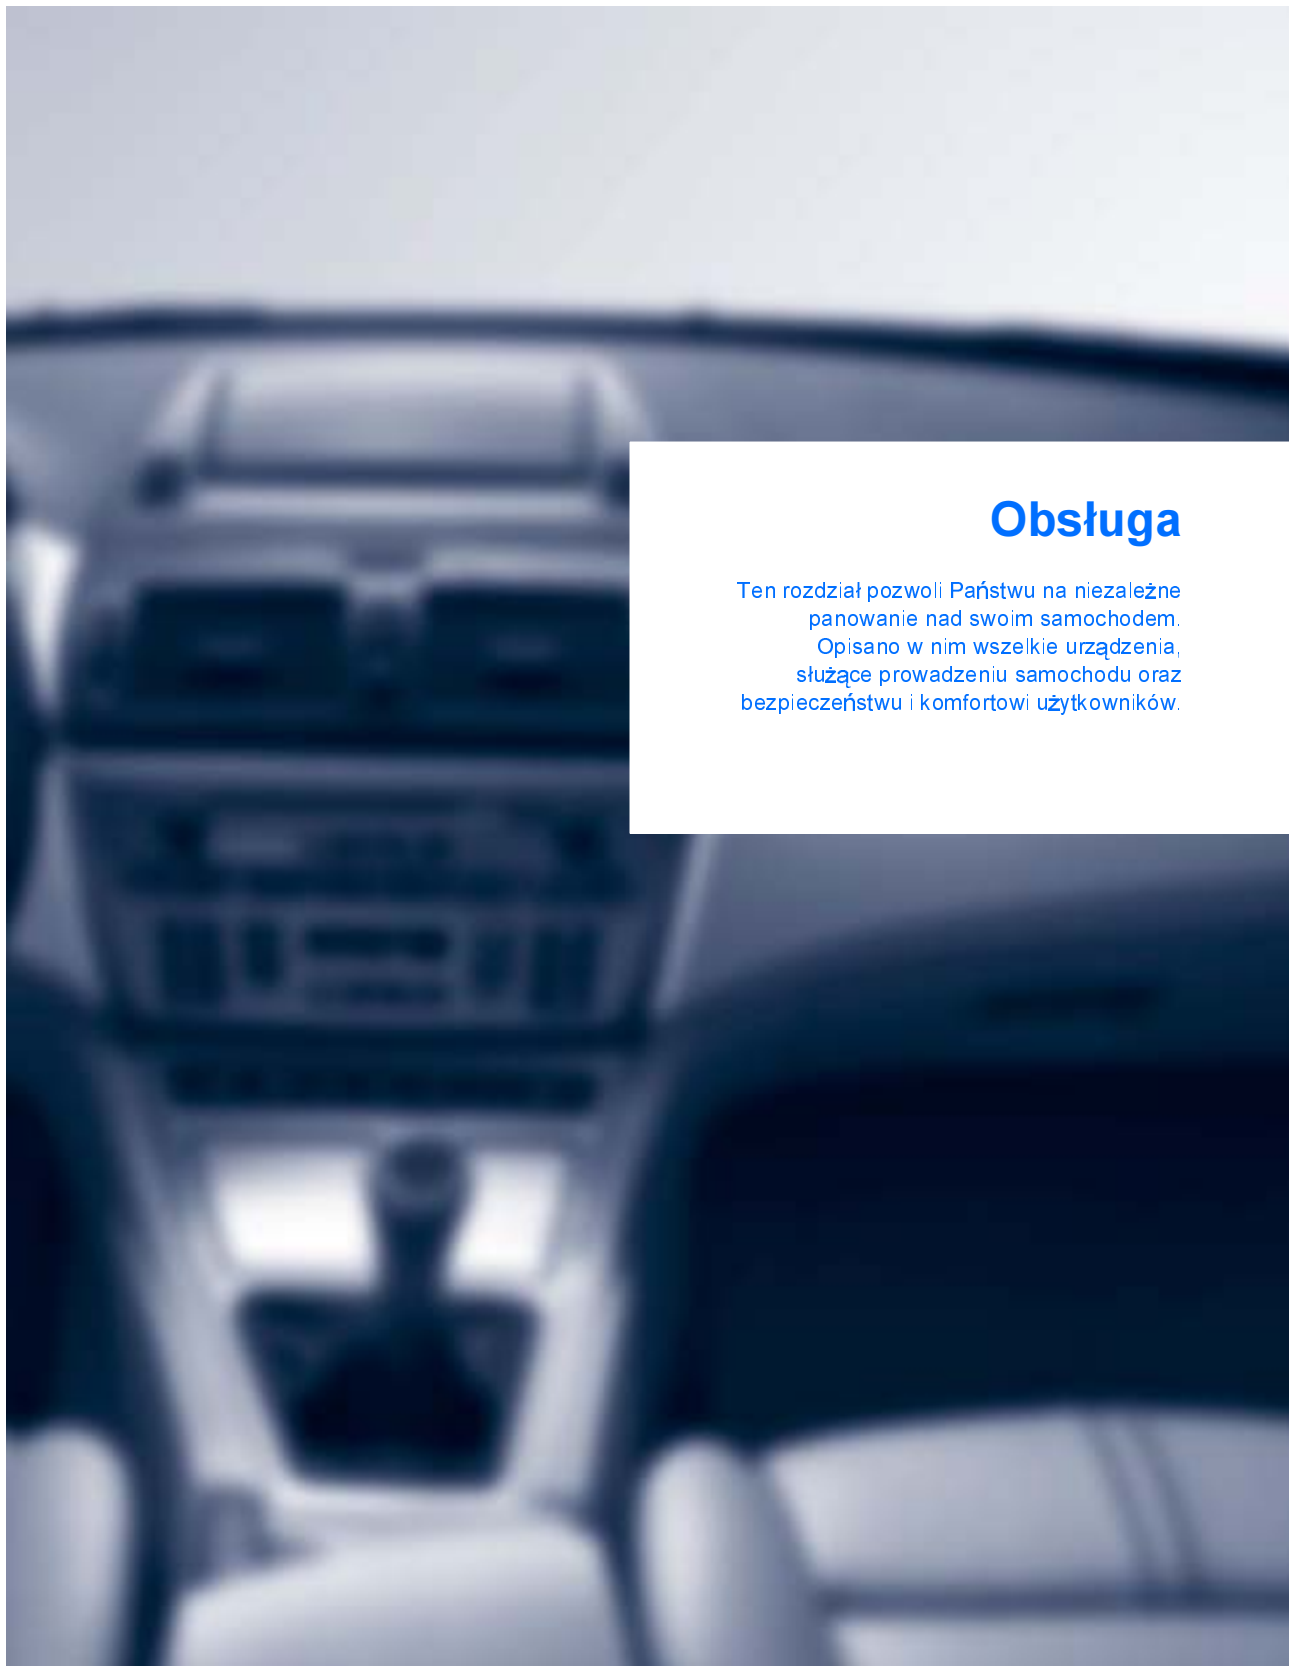 Obsługa
Ten rozdział pozwoli Państwu na niezależne
panowanie nad swoim samochodem.
Opisano w nim wszelkie urządzenia,
służące prowadzeniu samochodu oraz
bezpieczeństwu i komfortowi użytkowników.